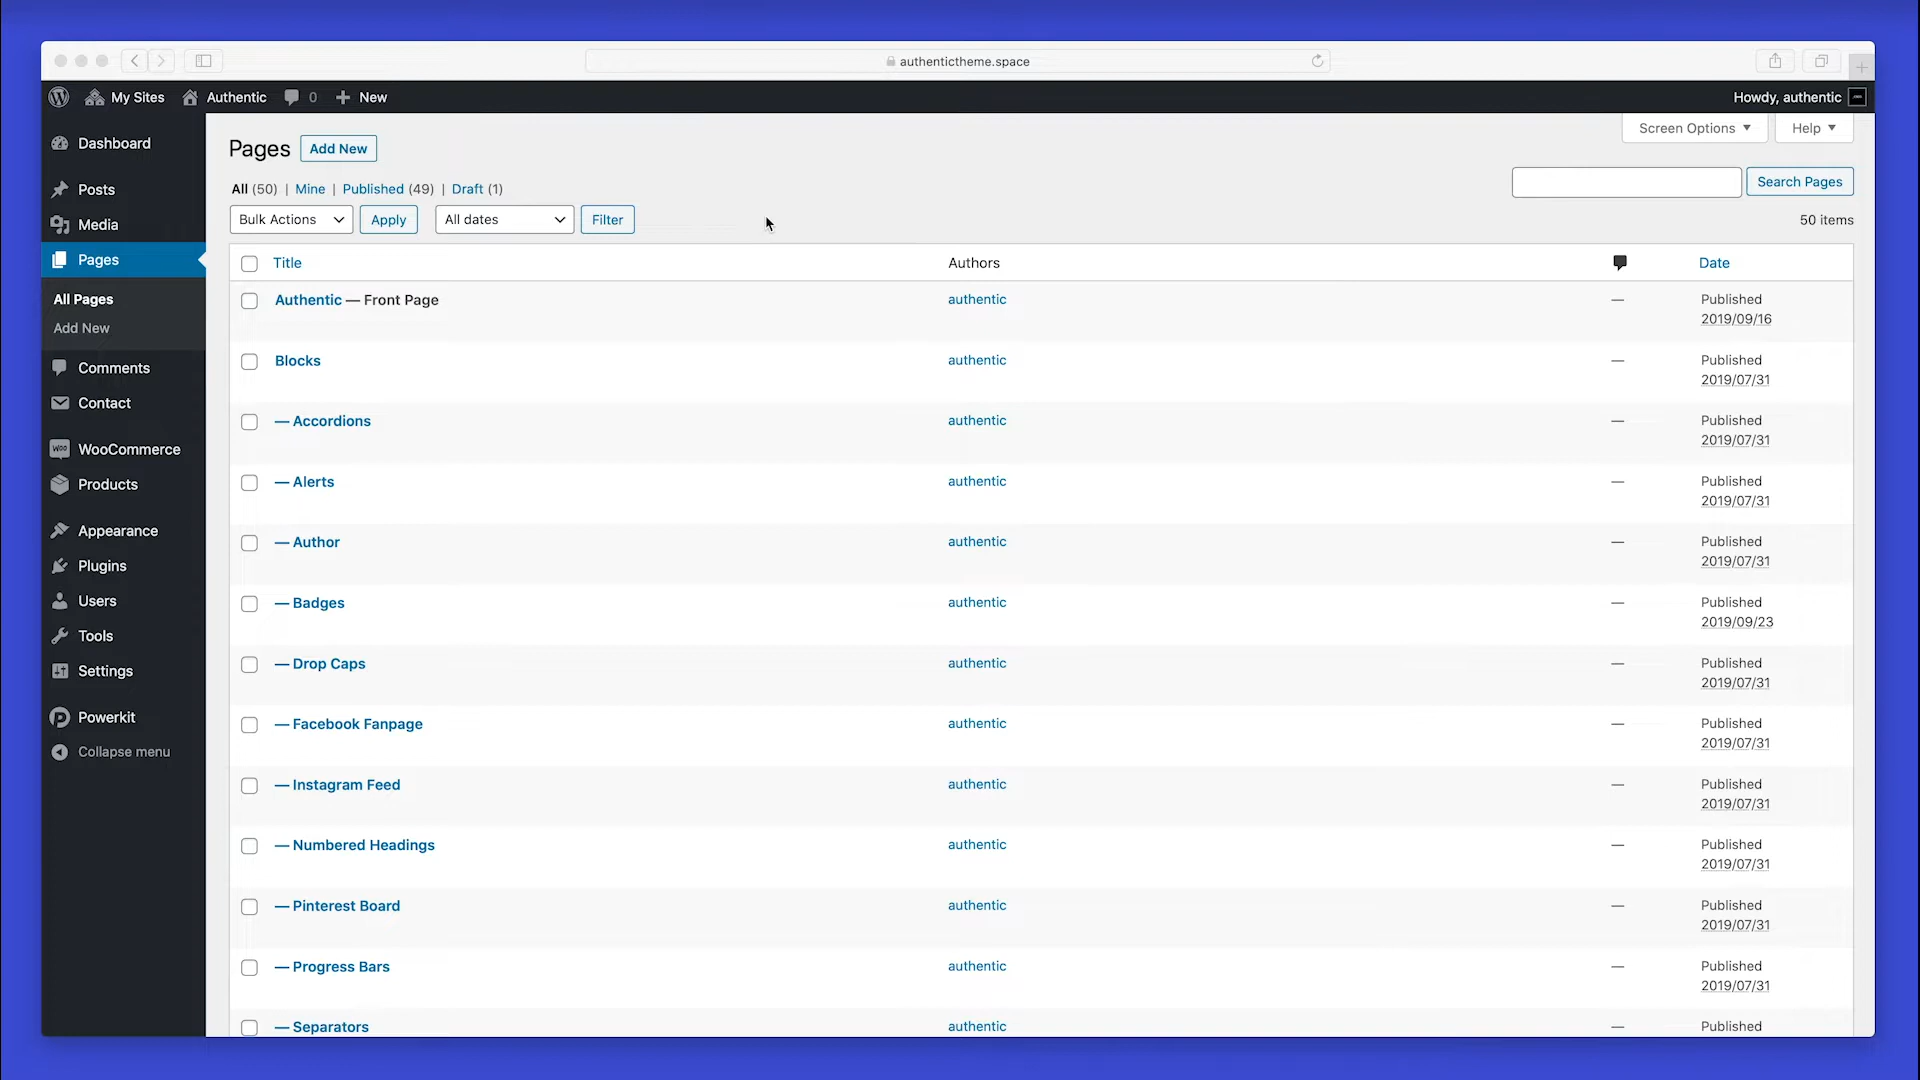 authentictheme.space
My Sites Authentic 0 New Howdy, authentic
Screen Options Help
Dashboard
Posts
Media
Pages
All Pages
Add New
Comments
Contact
WooCommerce
Products
Appearance
Plugins
Users
Tools
Settings
Powerkit
Collapse menu
Pages Add New
All (50) | Mine | Published (49) | Draft (1)
Search Pages
Bulk Actions Apply All dates Filter
50 items
Title Authors Date
Authentic — Front Page authentic — Published
2019/09/16
Blocks authentic — Published
2019/07/31
— Accordions authentic — Published
2019/07/31
— Alerts authentic — Published
2019/07/31
— Author authentic — Published
2019/07/31
— Badges authentic — Published
2019/09/23
— Drop Caps authentic — Published
2019/07/31
— Facebook Fanpage authentic — Published
2019/07/31
— Instagram Feed authentic — Published
2019/07/31
— Numbered Headings authentic — Published
2019/07/31
— Pinterest Board authentic — Published
2019/07/31
— Progress Bars authentic — Published
2019/07/31
— Separators authentic — Published